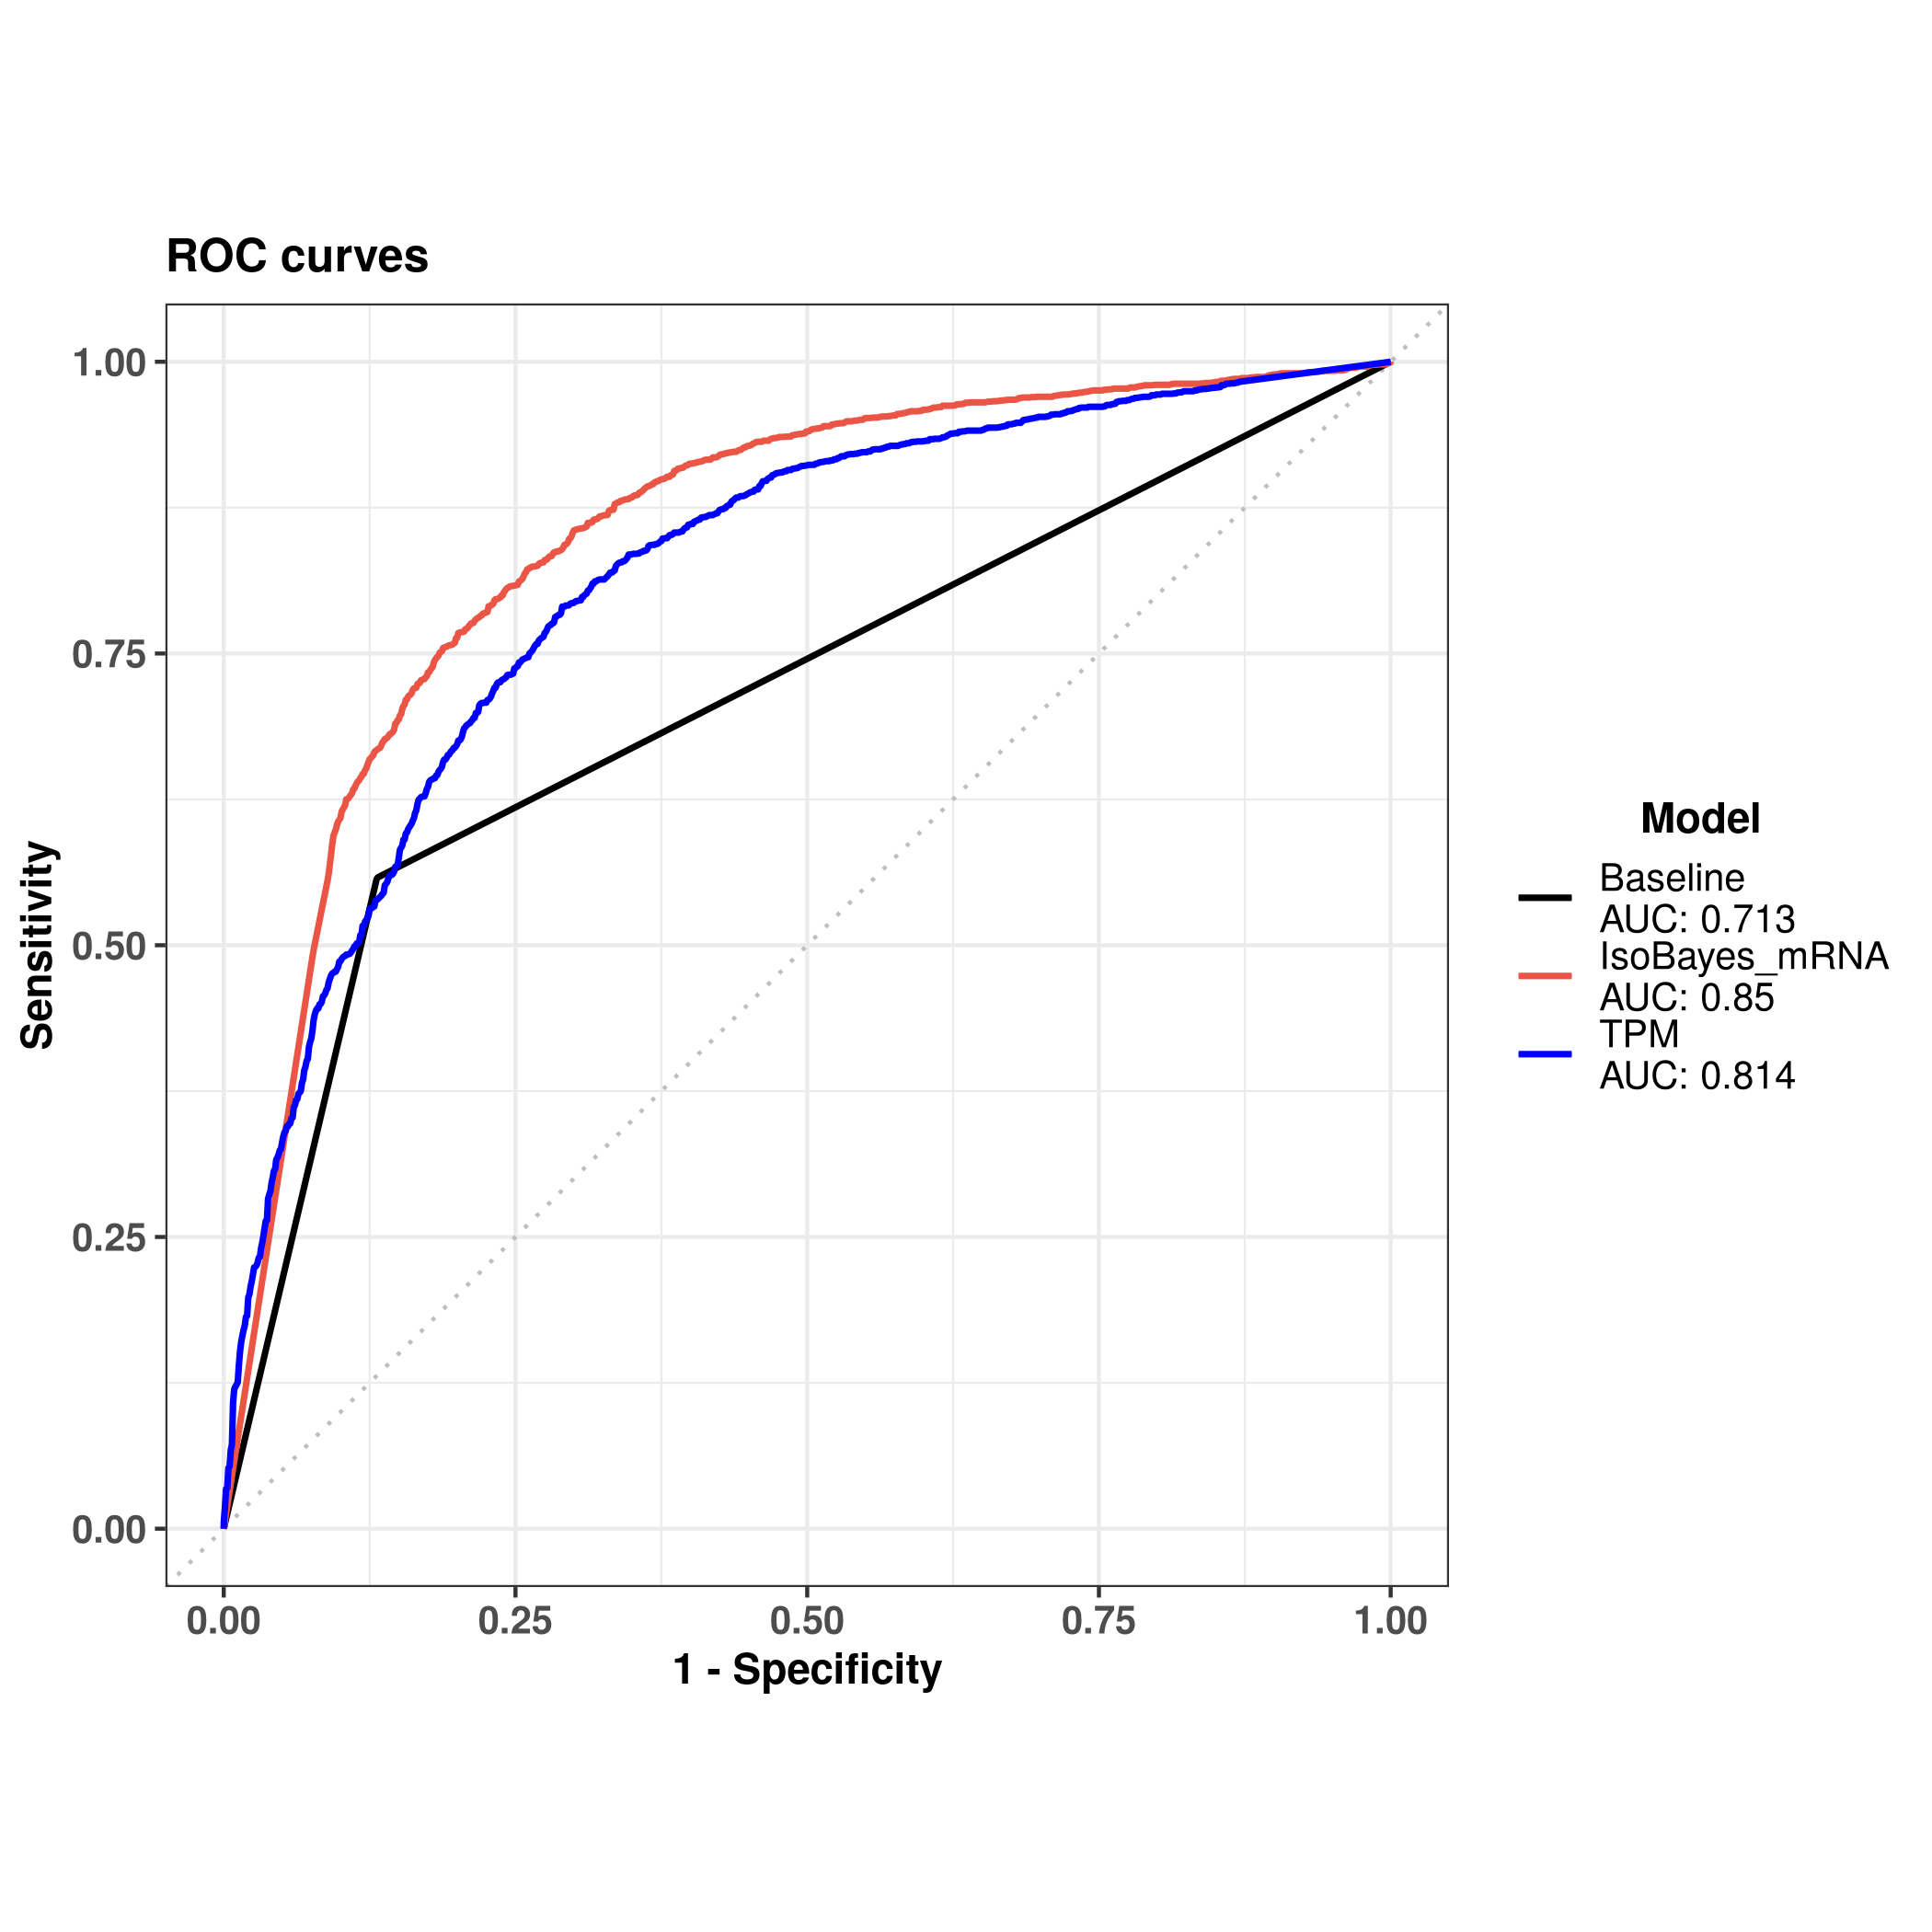 ROC curves
1.00
0.75
0.50
0.25
0.00
Sensitivity
0.00 0.25 0.50 0.75 1.00
1 - Specificity
Model
Baseline
AUC: 0.713
IsoBayes_mRNA
AUC: 0.85
TPM
AUC: 0.814